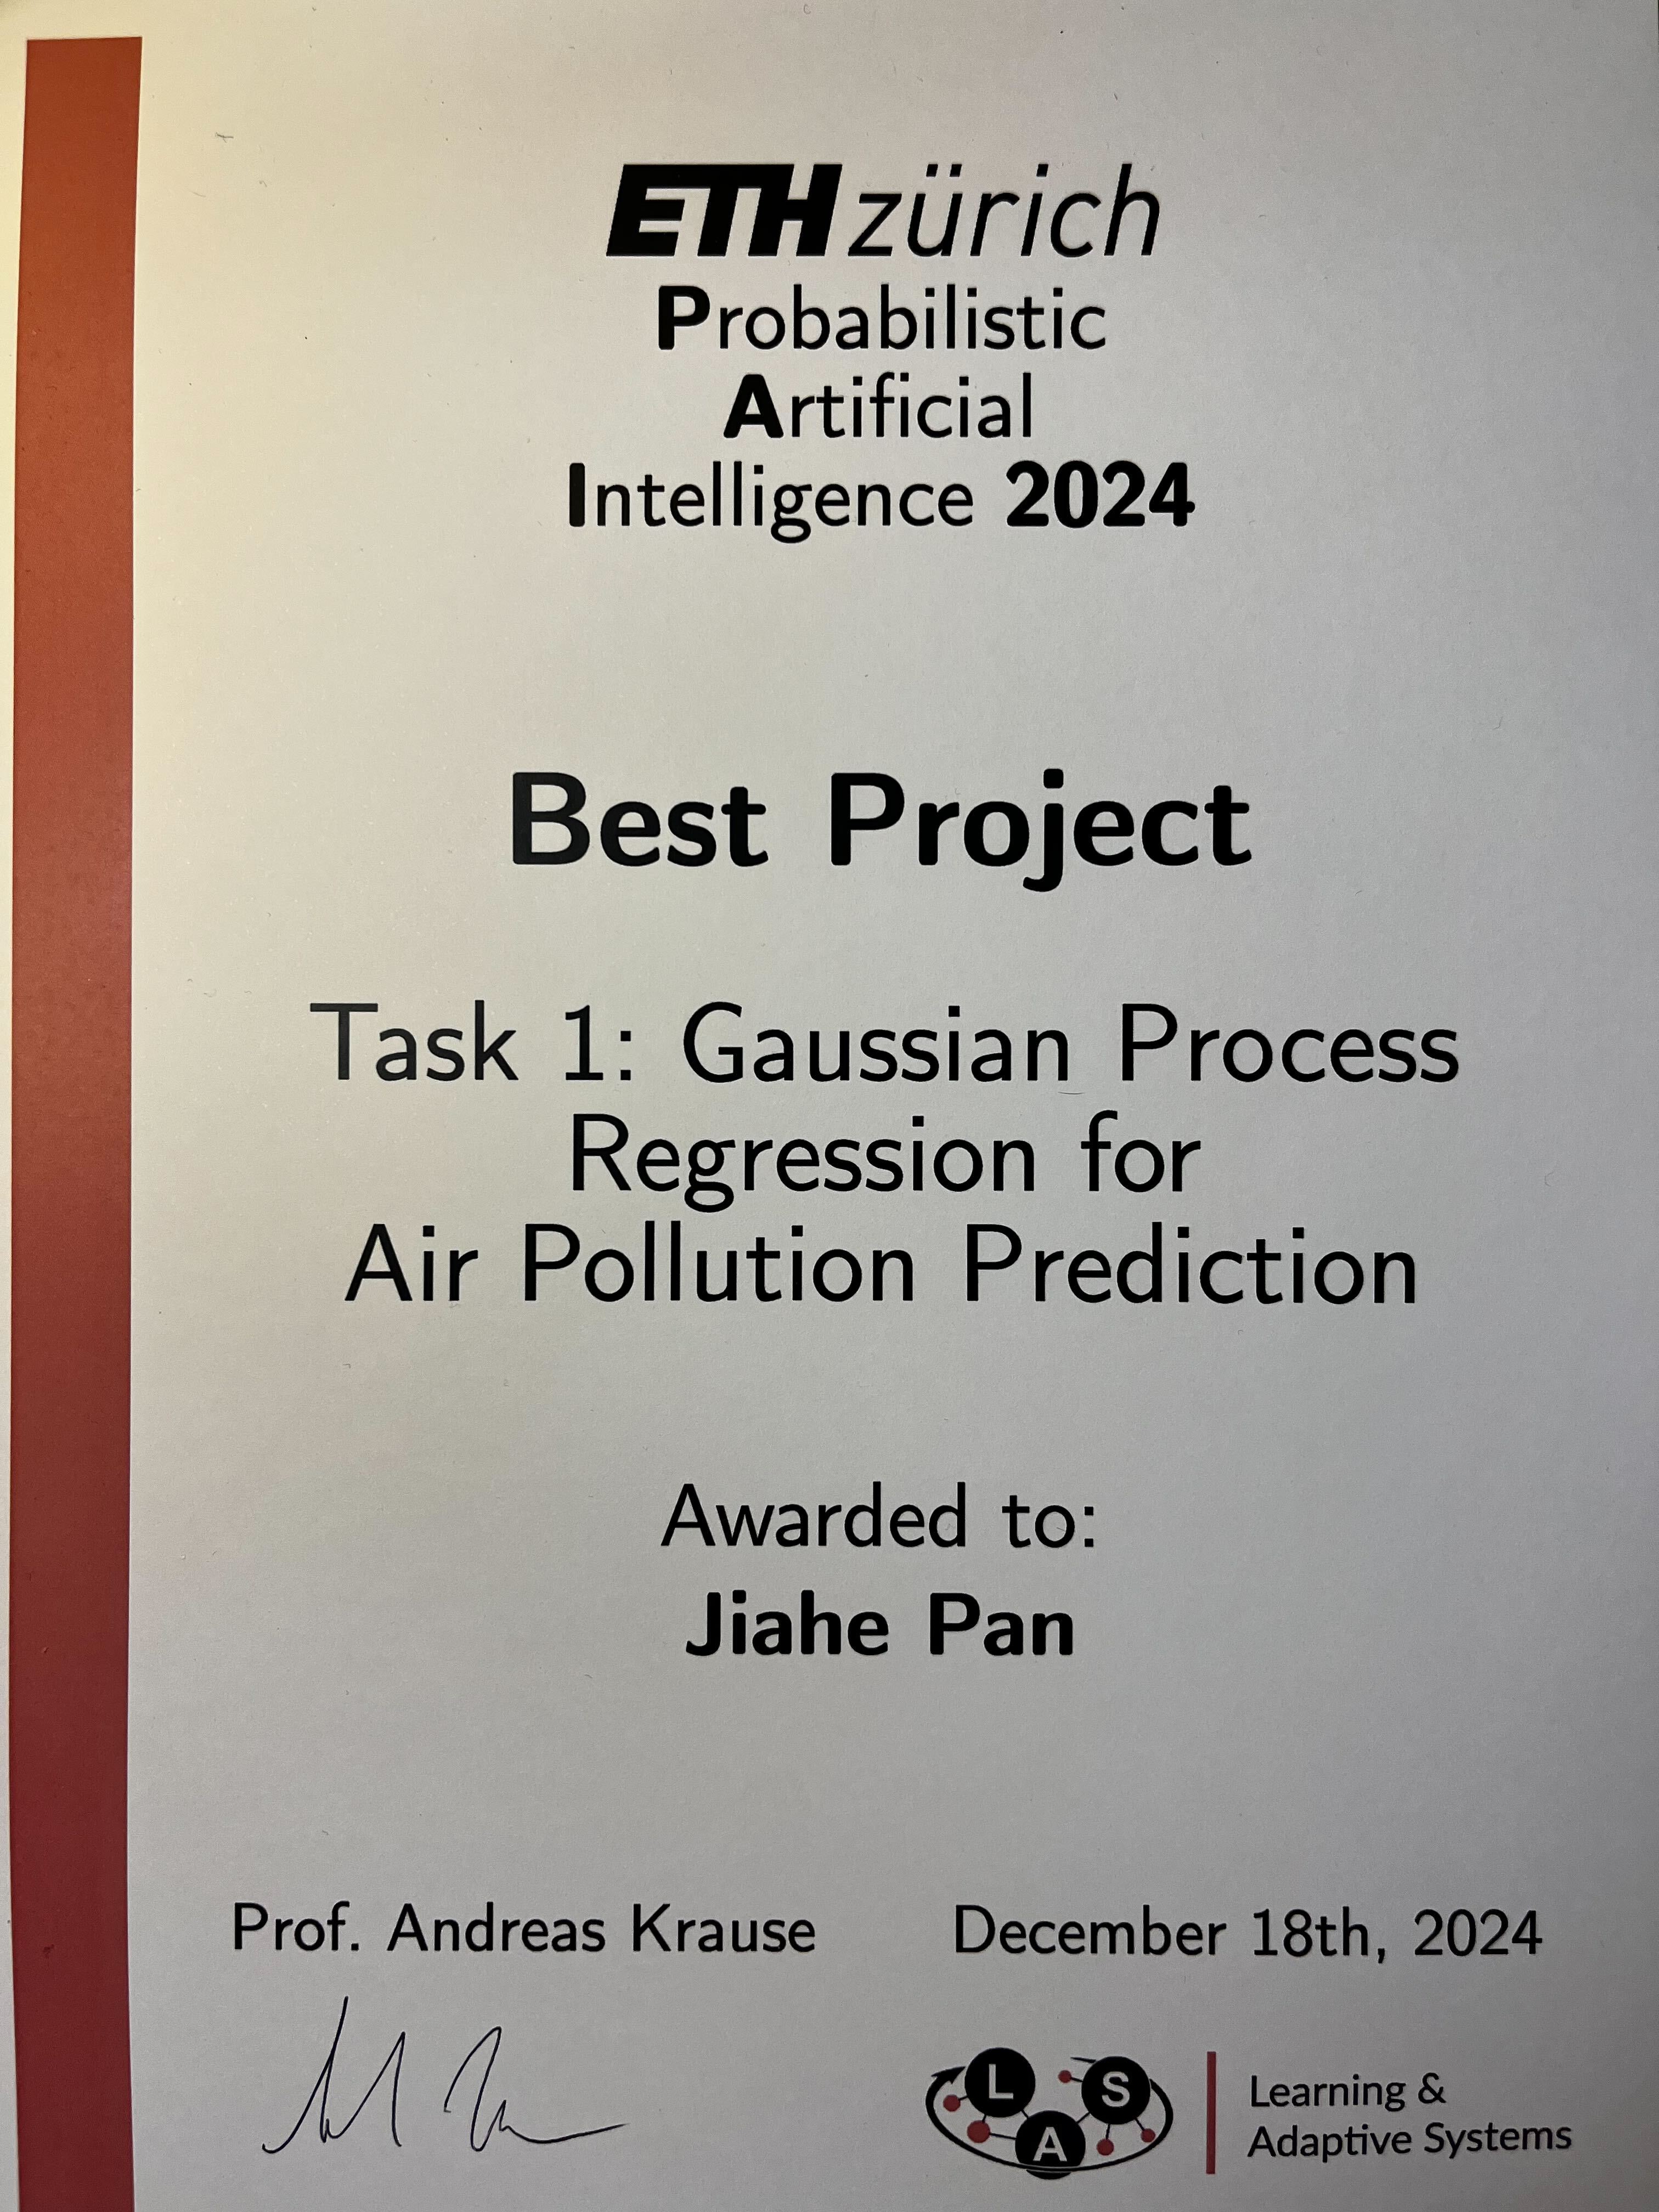 ETH zürich
Probabilistic
Artificial
Intelligence 2024
Best Project
Task 1: Gaussian Process
Regression for
Air Pollution Prediction
Awarded to:
Jiahe Pan
Prof. Andreas Krause
December 18th, 2024
L A S
Learning &
Adaptive Systems